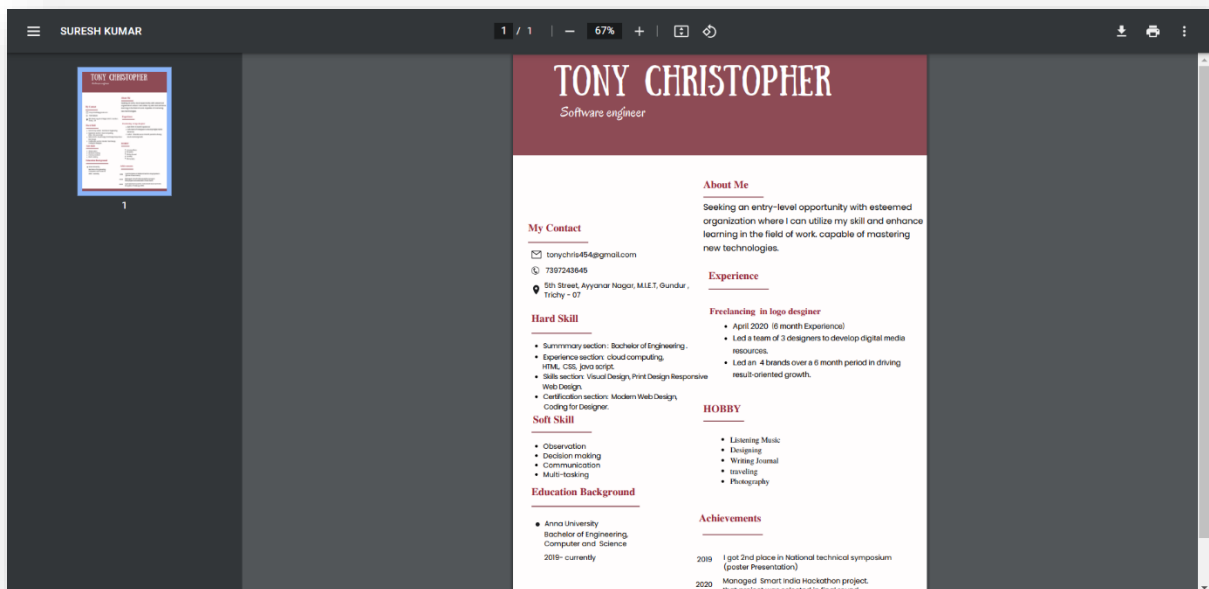 SURESH KUMAR
1 / 1
67%
1
TONY CHRISTOPHER
Software engineer
My Contact
tonychris454@gmail.com
7397243645
5th Street, Ayyanar Nagar, M.I.E.T, Gundur ,
Trichy - 07
Hard Skill
Summmary section : Bachelor of Engineering .
Experience section: cloud computing,
HTML, CSS, java script.
Skills section: Visual Design, Print Design Responsive
Web Design.
Certification section: Modern Web Design,
Coding for Designer.
Soft Skill
Observation
Decision making
Communication
Multi-tasking
Education Background
Anna University
Bachelor of Engineering,
Computer and Science
2019- currently
About Me
Seeking an entry-level opportunity with esteemed
organization where I can utilize my skill and enhance
learning in the field of work. capable of mastering
new technologies.
Experience
Freelancing in logo desginer
April 2020 (6 month Experience)
Led a team of 3 designers to develop digital media
resources.
Led an 4 brands over a 6 month period in driving
result-oriented growth.
HOBBY
Listening Music
Designing
Writing Journal
traveling
Photography
Achievements
2019 I got 2nd place in National technical symposium
(poster Presentation)
2020 Managed Smart India Hackathon project.